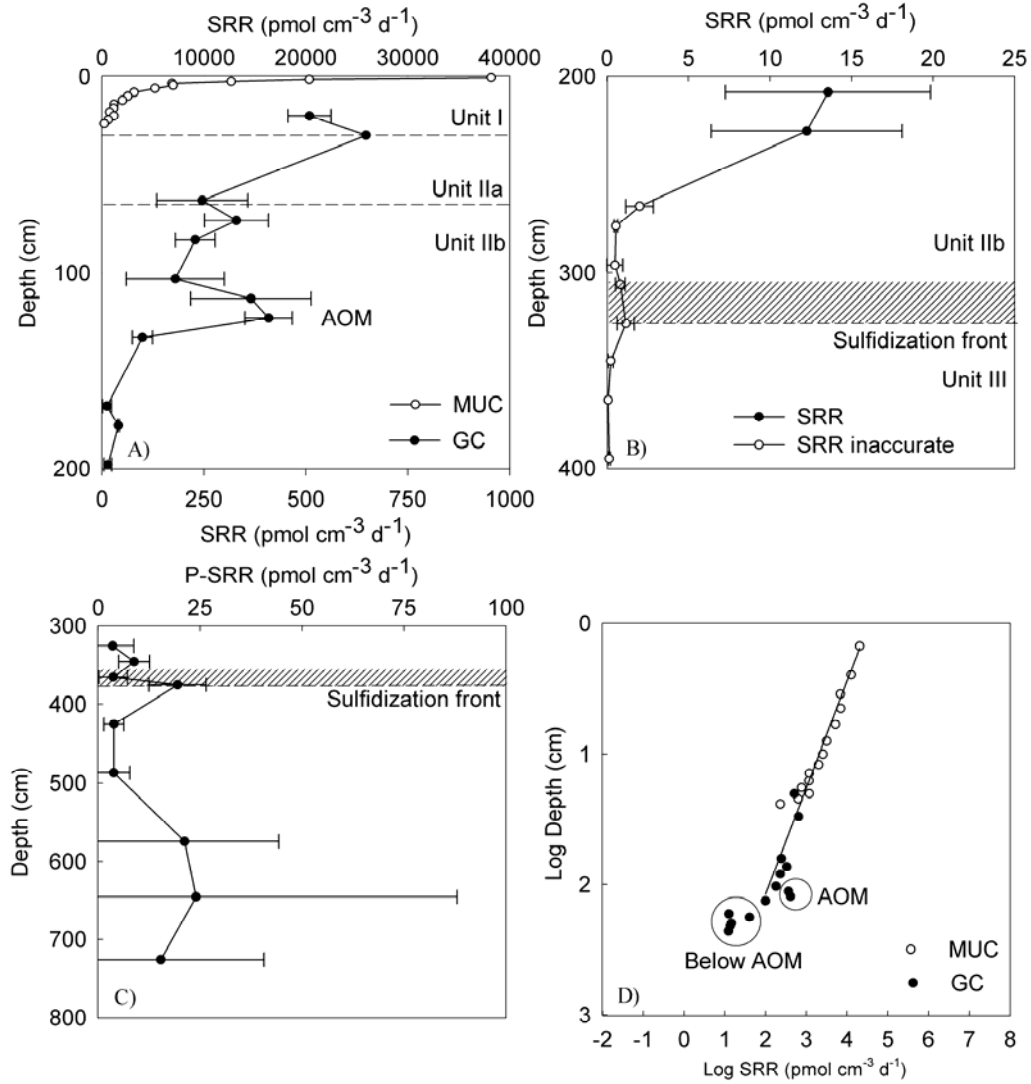 SRR (pmol cm⁻³ d⁻¹)
0 10000 20000 30000 40000
0
100
200
Depth (cm)
Unit I
Unit IIa
Unit IIb
AOM
MUC
GC
A)
0 250 500 750 1000
SRR (pmol cm⁻³ d⁻¹)
SRR (pmol cm⁻³ d⁻¹)
0 5 10 15 20 25
200
300
400
Depth (cm)
Unit IIb
Sulfidization front
Unit III
SRR
SRR inaccurate
B)
P-SRR (pmol cm⁻³ d⁻¹)
0 25 50 75 100
300
400
500
600
700
800
Depth (cm)
Sulfidization front
C)
0
1
2
3
Log Depth (cm)
AOM
Below AOM
MUC
GC
D)
-2 -1 0 1 2 3 4 5 6 7 8
Log SRR (pmol cm⁻³ d⁻¹)